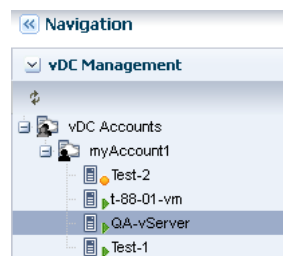 Navigation
vDC Management
vDC Accounts
myAccount1
Test-2
t-88-01-vm
QA-vServer
Test-1